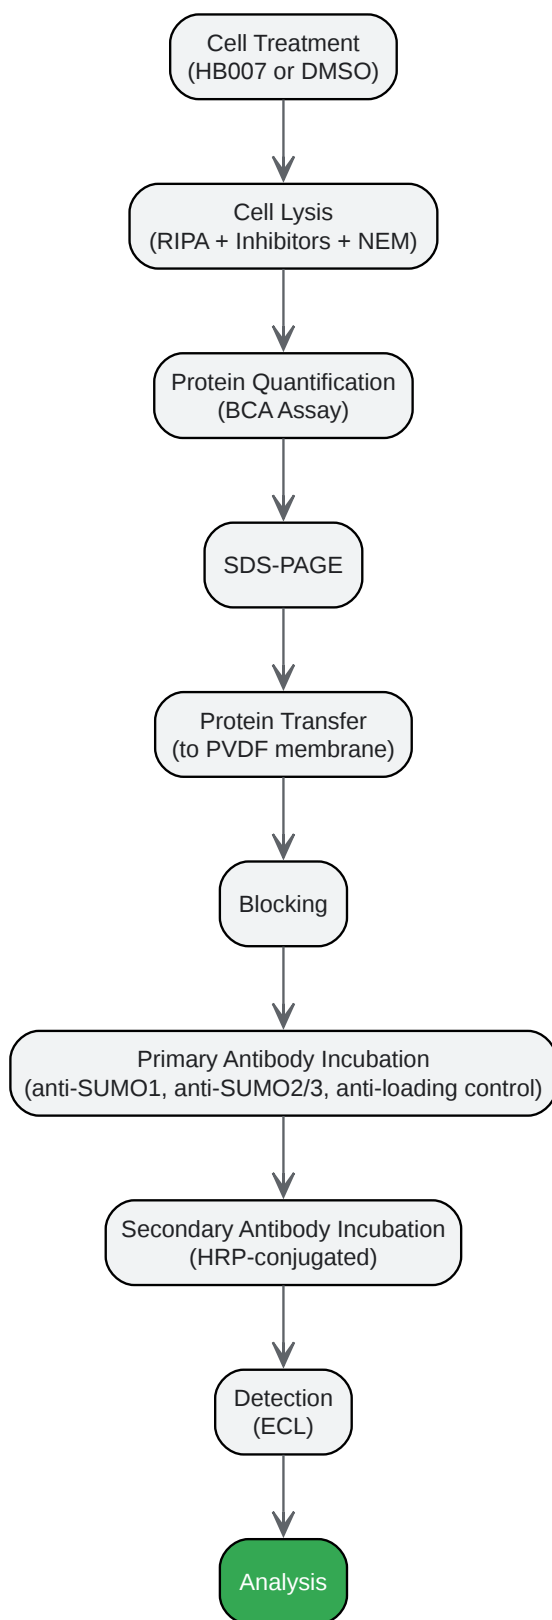 Cell Treatment
(HB007 or DMSO)
Cell Lysis
(RIPA + Inhibitors + NEM)
Protein Quantification
(BCA Assay)
SDS-PAGE
Protein Transfer
(to PVDF membrane)
Blocking
Primary Antibody Incubation
(anti-SUMO1, anti-SUMO2/3, anti-loading control)
Secondary Antibody Incubation
(HRP-conjugated)
Detection
(ECL)
Analysis